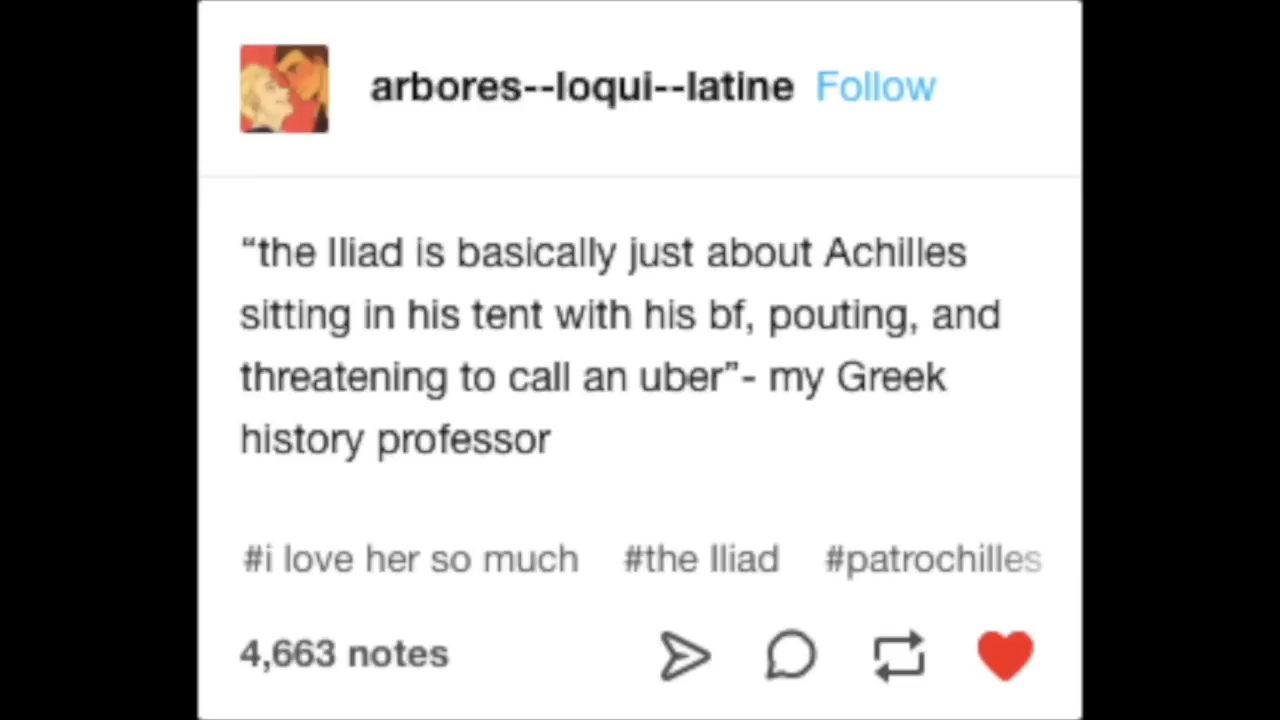 arbores--loqui--latine Follow
“the Iliad is basically just about Achilles
sitting in his tent with his bf, pouting, and
threatening to call an uber”- my Greek
history professor
#i love her so much #the Iliad #patrochilles
4,663 notes